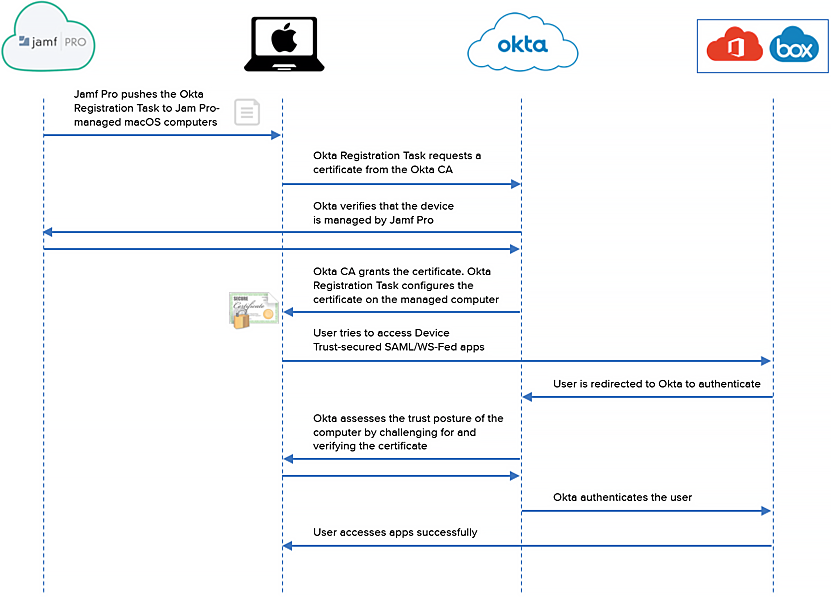 jamf | PRO
okta
box
Jamf Pro pushes the Okta
Registration Task to Jam Pro-
managed macOS computers
Okta Registration Task requests a
certificate from the Okta CA
Okta verifies that the device
is managed by Jamf Pro
Okta CA grants the certificate. Okta
Registration Task configures the
certificate on the managed computer
SECURE
Certificate
User tries to access Device
Trust-secured SAML/WS-Fed apps
User is redirected to Okta to authenticate
Okta assesses the trust posture of the
computer by challenging for and
verifying the certificate
Okta authenticates the user
User accesses apps successfully